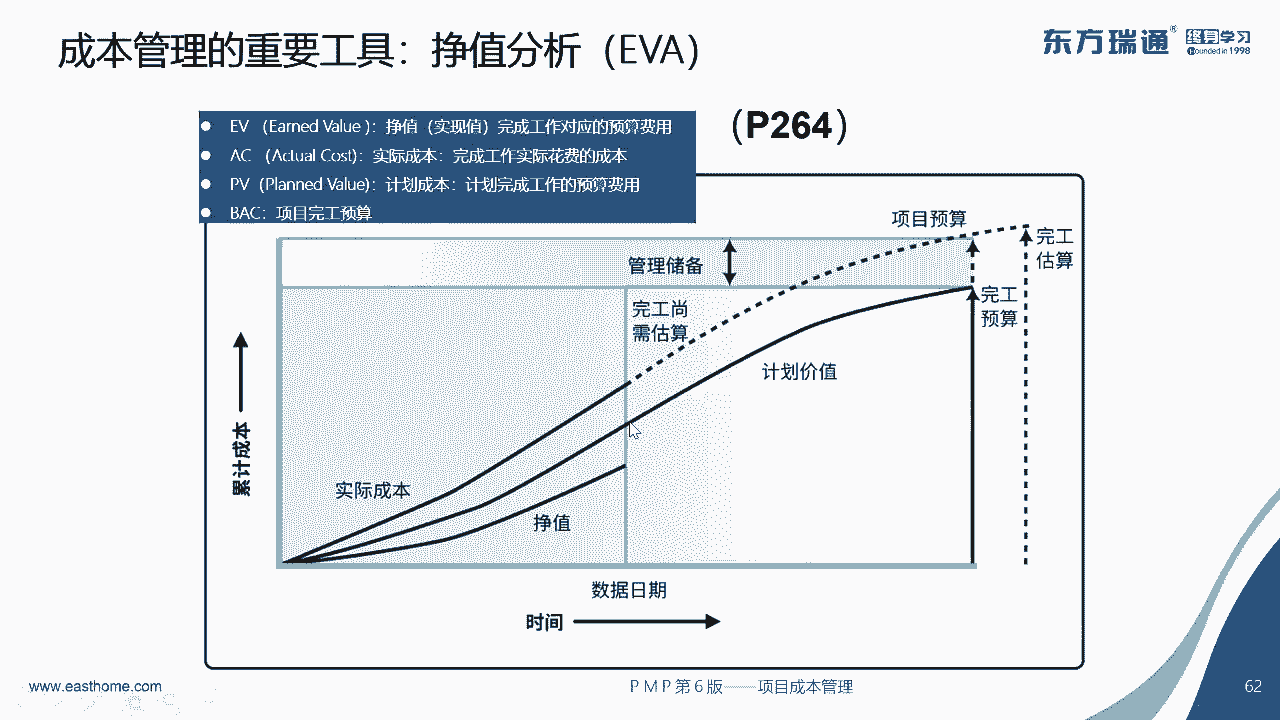 成本管理的重要工具：挣值分析（EVA）
东方瑞通® 终身学习
founded in 1998
（P264）
EV （Earned Value ）：挣值（实现值）完成工作对应的预算费用
AC （Actual Cost）：实际成本：完成工作实际花费的成本
PV（Planned Value）：计划成本：计划完成工作的预算费用
BAC：项目完工预算
项目预算
完工
估算
管理储备
完工
预算
完工尚
需估算
计划价值
累计成本
实际成本
挣值
数据日期
时间
www.easthome.com
PMP第6版——项目成本管理
62